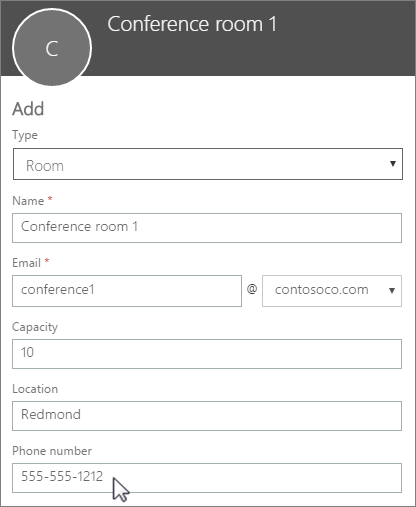 C
Conference room 1
Add
Type
Room
Name *
Conference room 1
Email *
conference1 @ contosoco.com
Capacity
10
Location
Redmond
Phone number
555-555-1212